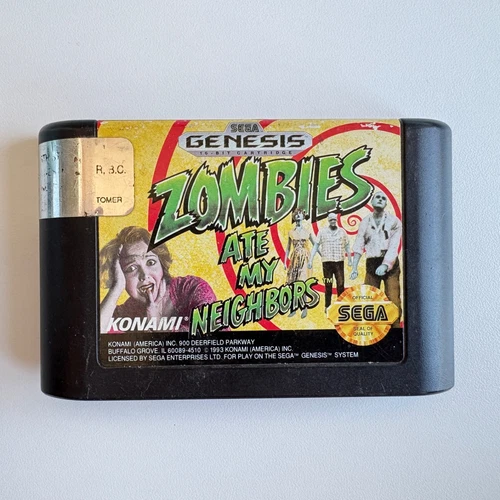 SEGA
GENESIS
16-BIT CARTRIDGE
R. B.C.
TOMER
ZOMBIES
ATE
MY
NEIGHBORS™
KONAMI®
OFFICIAL
SEGA
SEAL OF
QUALITY
KONAMI (AMERICA) INC. 900 DEERFIELD PARKWAY
BUFFALO GROVE, IL 60089-4510 © 1993 KONAMI (AMERICA) INC.
LICENSED BY SEGA ENTERPRISES LTD. FOR PLAY ON THE SEGA™ GENESIS™ SYSTEM